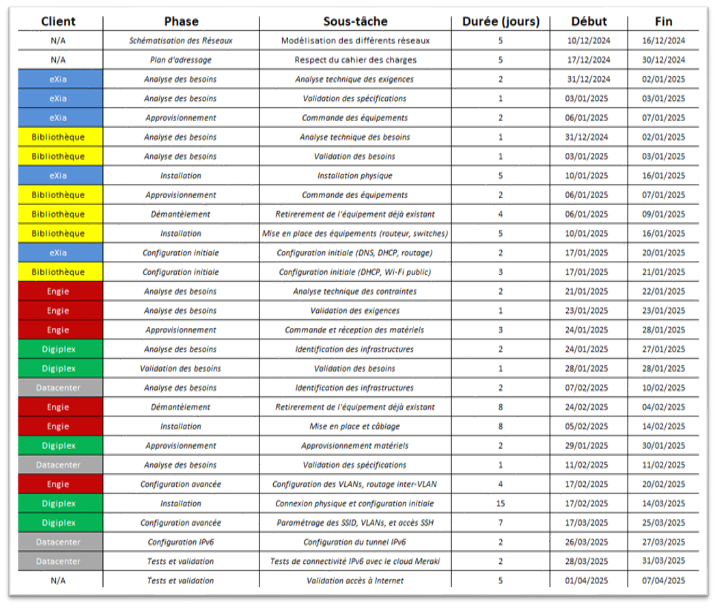 Client Phase Sous-tâche Durée (jours) Début Fin
N/A Schématisation des Réseaux Modélisation des différents réseaux 5 10/12/2024 16/12/2024
N/A Plan d'adressage Respect du cahier des charges 5 17/12/2024 30/12/2024
eXia Analyse des besoins Analyse technique des exigences 2 31/12/2024 02/01/2025
eXia Analyse des besoins Validation des spécifications 1 03/01/2025 03/01/2025
eXia Approvisionnement Commande des équipements 2 06/01/2025 07/01/2025
Bibliothèque Analyse des besoins Analyse technique des besoins 1 31/12/2024 02/01/2025
Bibliothèque Analyse des besoins Validation des besoins 1 03/01/2025 03/01/2025
eXia Installation Installation physique 5 10/01/2025 16/01/2025
Bibliothèque Approvisionnement Commande des équipements 2 06/01/2025 07/01/2025
Bibliothèque Démantèlement Retirerement de l'équipement déjà existant 4 06/01/2025 09/01/2025
Bibliothèque Installation Mise en place des équipements (routeur, switches) 5 10/01/2025 16/01/2025
eXia Configuration initiale Configuration initiale (DNS, DHCP, routage) 2 17/01/2025 20/01/2025
Bibliothèque Configuration initiale Configuration initiale (DHCP, Wi-Fi public) 3 17/01/2025 21/01/2025
Engie Analyse des besoins Analyse technique des contraintes 2 21/01/2025 22/01/2025
Engie Analyse des besoins Validation des exigences 1 23/01/2025 23/01/2025
Engie Approvisionnement Commande et réception des matériels 3 24/01/2025 28/01/2025
Digiplex Analyse des besoins Identification des infrastructures 2 24/01/2025 27/01/2025
Digiplex Validation des besoins Validation des besoins 1 28/01/2025 28/01/2025
Datacenter Analyse des besoins Identification des infrastructures 2 07/02/2025 10/02/2025
Engie Démantèlement Retirerement de l'équipement déjà existant 8 24/02/2025 04/02/2025
Engie Installation Mise en place et câblage 8 05/02/2025 14/02/2025
Digiplex Approvisionnement Approvisionnement matériels 2 29/01/2025 30/01/2025
Datacenter Analyse des besoins Validation des spécifications 1 11/02/2025 11/02/2025
Engie Configuration avancée Configuration des VLANs, routage inter-VLAN 4 17/02/2025 20/02/2025
Digiplex Installation Connexion physique et configuration initiale 15 17/02/2025 14/03/2025
Digiplex Configuration avancée Paramétrage des SSID, VLANs, et accès SSH 7 17/03/2025 25/03/2025
Datacenter Configuration IPv6 Configuration du tunnel IPv6 2 26/03/2025 27/03/2025
Datacenter Tests et validation Tests de connectivité IPv6 avec le cloud Meraki 2 28/03/2025 31/03/2025
N/A Tests et validation Validation accès à Internet 5 01/04/2025 07/04/2025